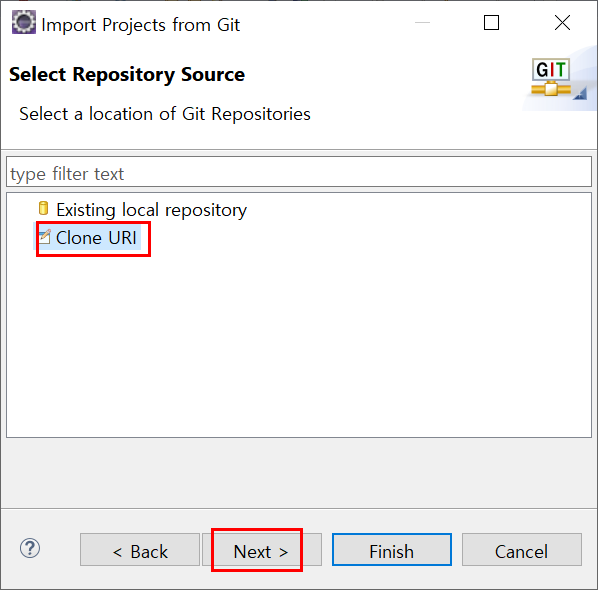 Import Projects from Git
Select Repository Source
Select a location of Git Repositories
GIT
type filter text
Existing local repository
Clone URI
?
< Back
Next >
Finish
Cancel